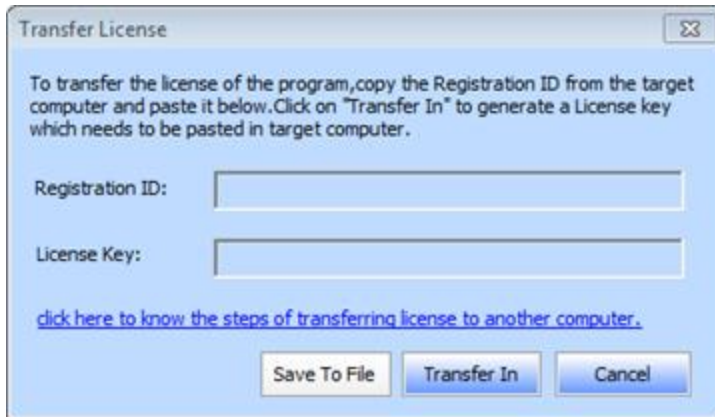 Transfer License
To transfer the license of the program,copy the Registration ID from the target
computer and paste it below.Click on "Transfer In" to generate a License key
which needs to be pasted in target computer.
Registration ID:
License Key:
click here to know the steps of transferring license to another computer.
Save To File Transfer In Cancel